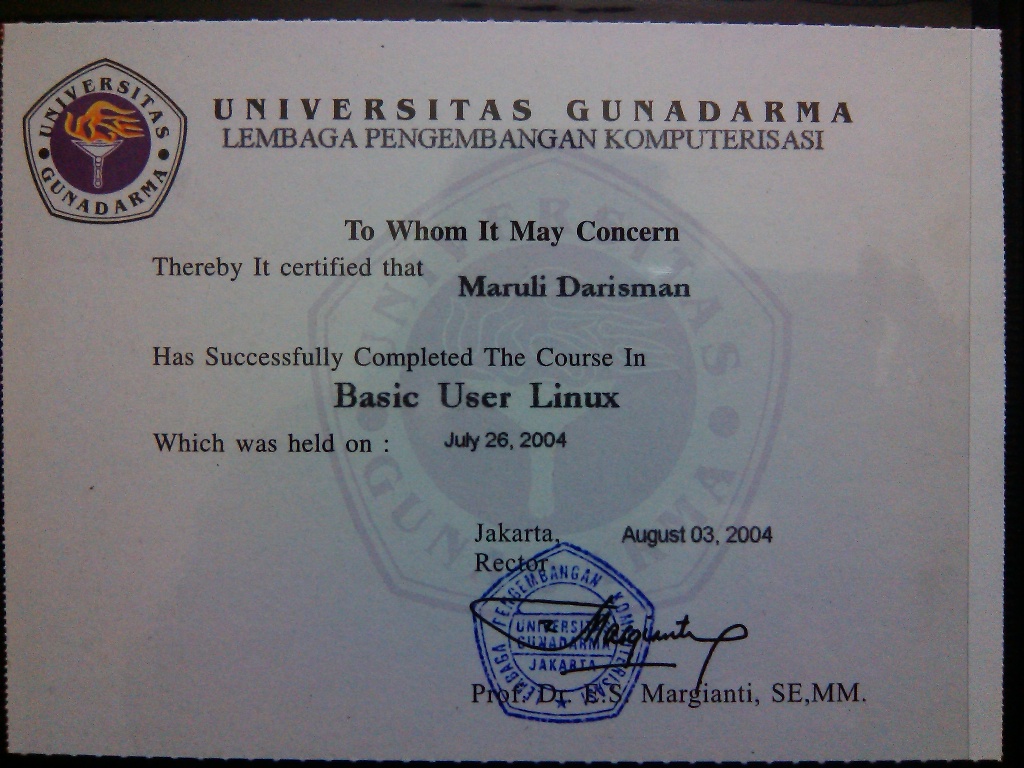 UNIVERSITAS GUNADARMA
UNIVERSITAS GUNADARMA
LEMBAGA PENGEMBANGAN KOMPUTERISASI
To Whom It May Concern
Thereby It certified that
Maruli Darisman
Has Successfully Completed The Course In
Basic User Linux
Which was held on :
July 26, 2004
Jakarta, August 03, 2004
Rector
LEMBAGA PENGEMBANGAN KOMPUTERISASI
UNIVERSITAS
GUNADARMA
JAKARTA
Margianti
Prof. Dr. E.S. Margianti, SE,MM.
UNIVERSITAS GUNADARMA